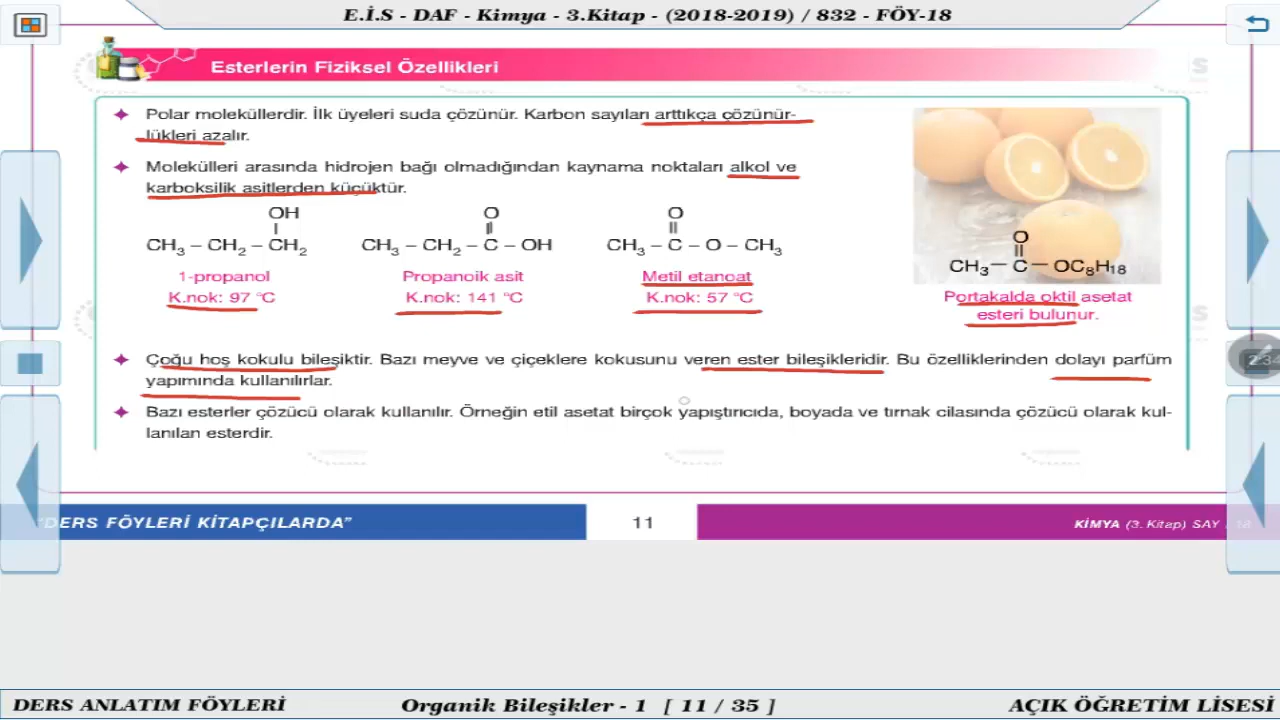 E.İ.S - DAF - Kimya - 3.Kitap - (2018-2019) / 832 - FÖY-18
Esterlerin Fiziksel Özellikleri
Polar moleküllerdir. İlk üyeleri suda çözünür. Karbon sayıları arttıkça çözünür-
lükleri azalır.
Molekülleri arasında hidrojen bağı olmadığından kaynama noktaları alkol ve
karboksilik asitlerden küçüktür.
OH
CH3 – CH2 – CH2
1-propanol
K.nok: 97 °C
O
CH3 – CH2 – C – OH
Propanoik asit
K.nok: 141 °C
O
CH3 – C – O – CH3
Metil etanoat
K.nok: 57 °C
O
CH3 – C – OC8H18
Portakalda oktil asetat
esteri bulunur.
Çoğu hoş kokulu bileşiktir. Bazı meyve ve çiçeklere kokusunu veren ester bileşikleridir. Bu özelliklerinden dolayı parfüm
yapımında kullanılırlar.
Bazı esterler çözücü olarak kullanılır. Örneğin etil asetat birçok yapıştırıcıda, boyada ve tırnak cilasında çözücü olarak kul-
lanılan esterdir.
"DERS FÖYLERİ KİTAPÇILARDA"
11
KİMYA (3. Kitap) SAY 18
DERS ANLATIM FÖYLERİ
Organik Bileşikler - 1 [ 11 / 35 ]
AÇIK ÖĞRETİM LİSESİ